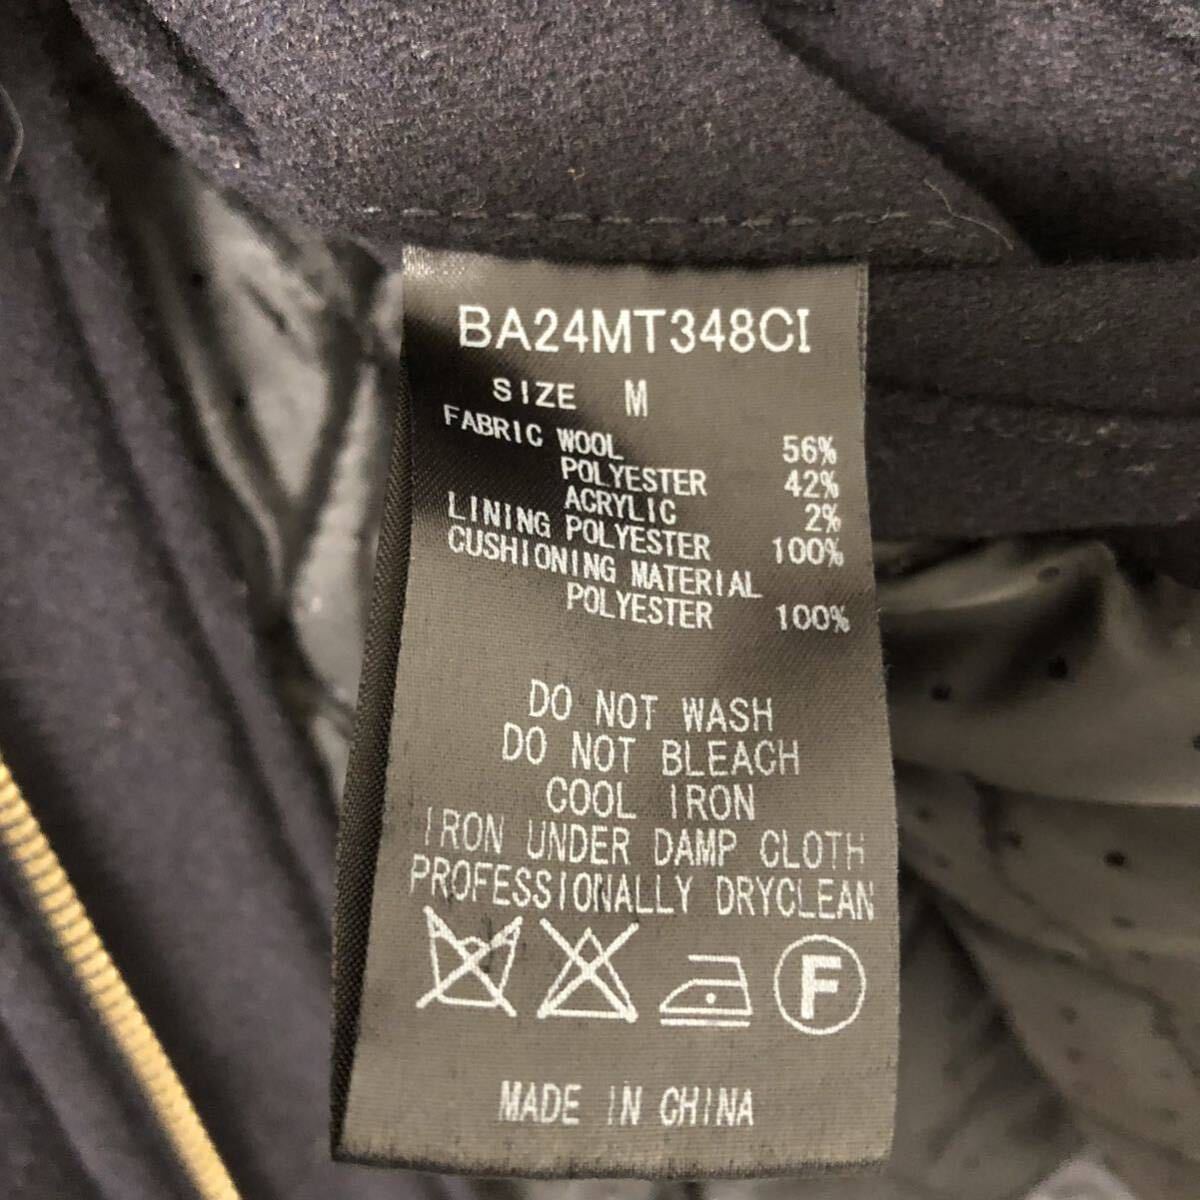 BA24MT348CI
SIZE M
FABRIC WOOL 56%
POLYESTER 42%
ACRYLIC 2%
LINING POLYESTER 100%
CUSHIONING MATERIAL
POLYESTER 100%
DO NOT WASH
DO NOT BLEACH
COOL IRON
IRON UNDER DAMP CLOTH
PROFESSIONALLY DRYCLEAN
F
MADE IN CHINA